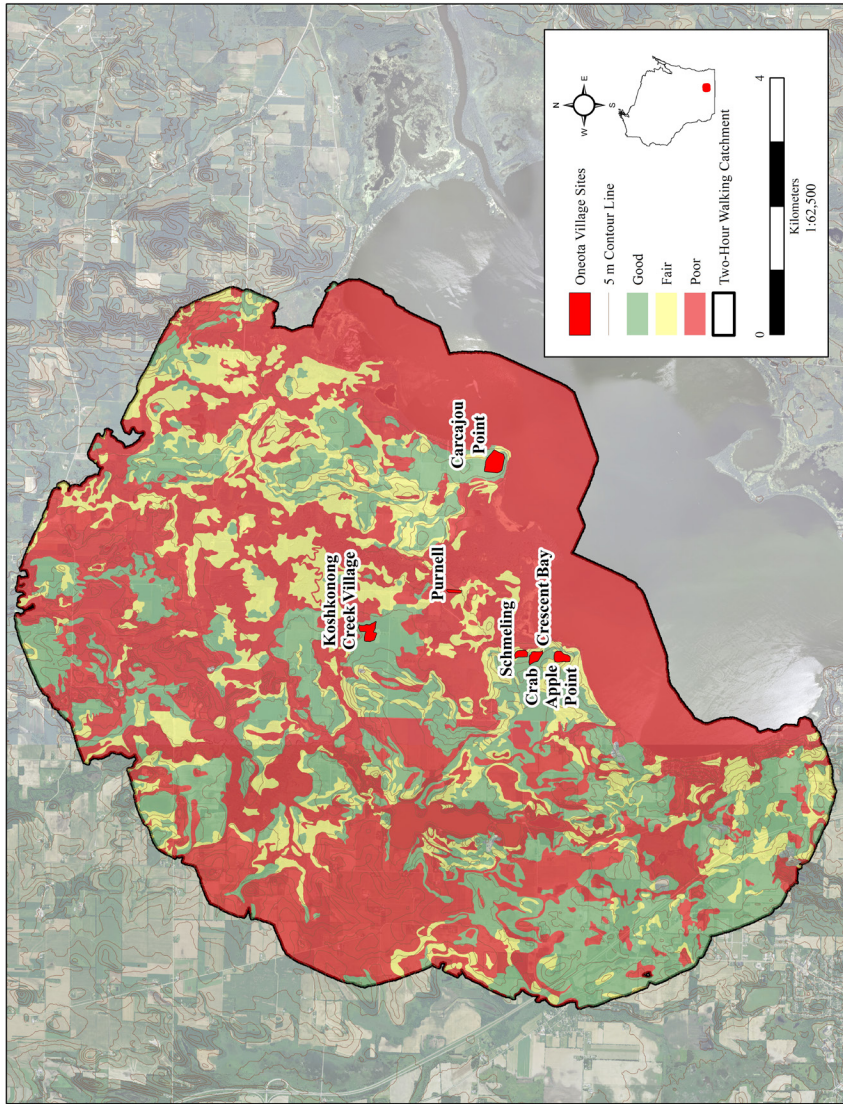 Koshkonong
Creek Village
Purnell
Carcajou
Point
Schmeling
Crescent Bay
Crab
Apple
Point
N
W
E
S
Oneota Village Sites
5 m Contour Line
Good
Fair
Poor
Two-Hour Walking Catchment
0
4
Kilometers
1:62,500